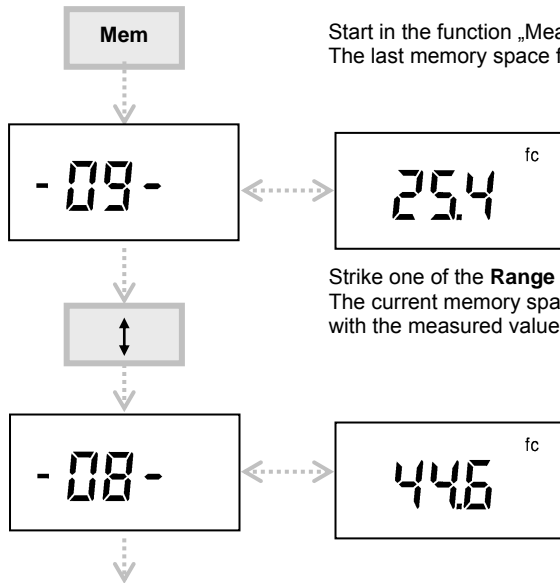 Mem
Start in the function „Mea
The last memory space f
- 09 -
fc
25.4
Strike one of the Range
The current memory spa
with the measured value
- 08 -
fc
44.6